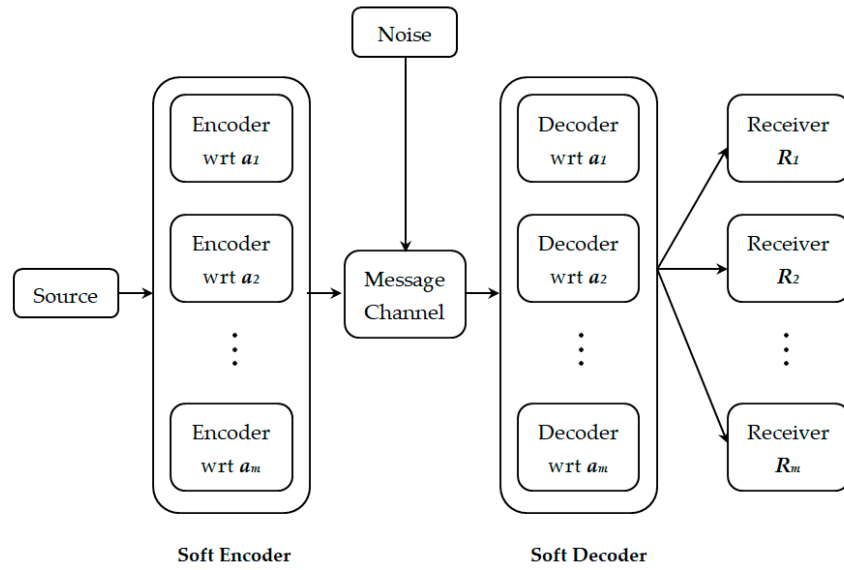 Noise
Source
Encoder
wrt a1
Encoder
wrt a2
⋮
Encoder
wrt am
Soft Encoder
Message
Channel
Decoder
wrt a1
Decoder
wrt a2
⋮
Decoder
wrt am
Soft Decoder
Receiver
R1
Receiver
R2
⋮
Receiver
Rm